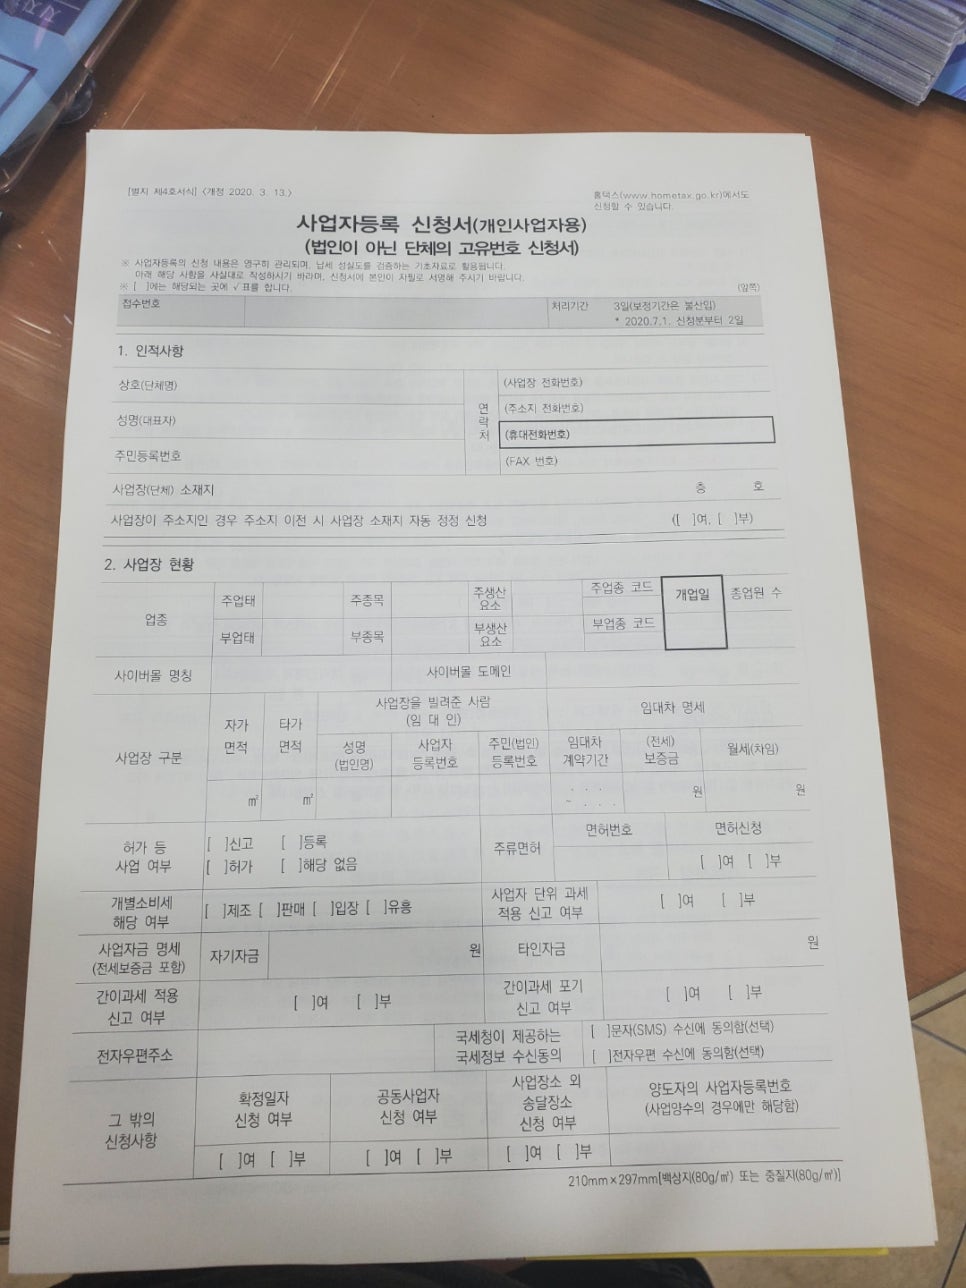 [별지 제4호서식] <개정 2020. 3. 13.>
홈택스(www.hometax.go.kr)에서도
신청할 수 있습니다.
사업자등록 신청서(개인사업자용)
(법인이 아닌 단체의 고유번호 신청서)
※ 사업자등록의 신청 내용은 영구히 관리되며, 납세 성실도를 검증하는 기초자료로 활용됩니다.
아래 해당 사항을 사실대로 작성하시기 바라며, 신청서에 본인이 자필로 서명해 주시기 바랍니다.
※ [ ]에는 해당되는 곳에 √표를 합니다.
(앞쪽)
접수번호
처리기간
3일(보정기간은 불산입)
* 2020.7.1. 신청분부터 2일
1. 인적사항
상호(단체명)
연락처
(사업장 전화번호)
성명(대표자)
(주소지 전화번호)
(휴대전화번호)
주민등록번호
(FAX 번호)
사업장(단체) 소재지
층 호
사업장이 주소지인 경우 주소지 이전 시 사업장 소재지 자동 정정 신청
([ ]여, [ ]부)
2. 사업장 현황
업종
주업태
주종목
주생산
요소
주업종 코드
개업일
종업원 수
부업태
부종목
부생산
요소
부업종 코드
사이버몰 명칭
사이버몰 도메인
사업장 구분
자가
면적
타가
면적
사업장을 빌려준 사람
(임 대 인)
임대차 명세
성명
(법인명)
사업자
등록번호
주민(법인)
등록번호
임대차
계약기간
(전세)
보증금
월세(차임)
㎡
㎡
. . .
~ . . .
원
원
허가 등
사업 여부
[ ]신고 [ ]등록
[ ]허가 [ ]해당 없음
주류면허
면허번호
면허신청
[ ]여 [ ]부
개별소비세
해당 여부
[ ]제조 [ ]판매 [ ]입장 [ ]유흥
사업자 단위 과세
적용 신고 여부
[ ]여 [ ]부
사업자금 명세
(전세보증금 포함)
자기자금
원
타인자금
원
간이과세 적용
신고 여부
[ ]여 [ ]부
간이과세 포기
신고 여부
[ ]여 [ ]부
전자우편주소
국세청이 제공하는
국세정보 수신동의
[ ]문자(SMS) 수신에 동의함(선택)
[ ]전자우편 수신에 동의함(선택)
그 밖의
신청사항
확정일자
신청 여부
공동사업자
신청 여부
사업장소 외
송달장소
신청 여부
양도자의 사업자등록번호
(사업양수의 경우에만 해당함)
[ ]여 [ ]부
[ ]여 [ ]부
[ ]여 [ ]부
210mm×297mm[백상지(80g/㎡) 또는 중질지(80g/㎡)]